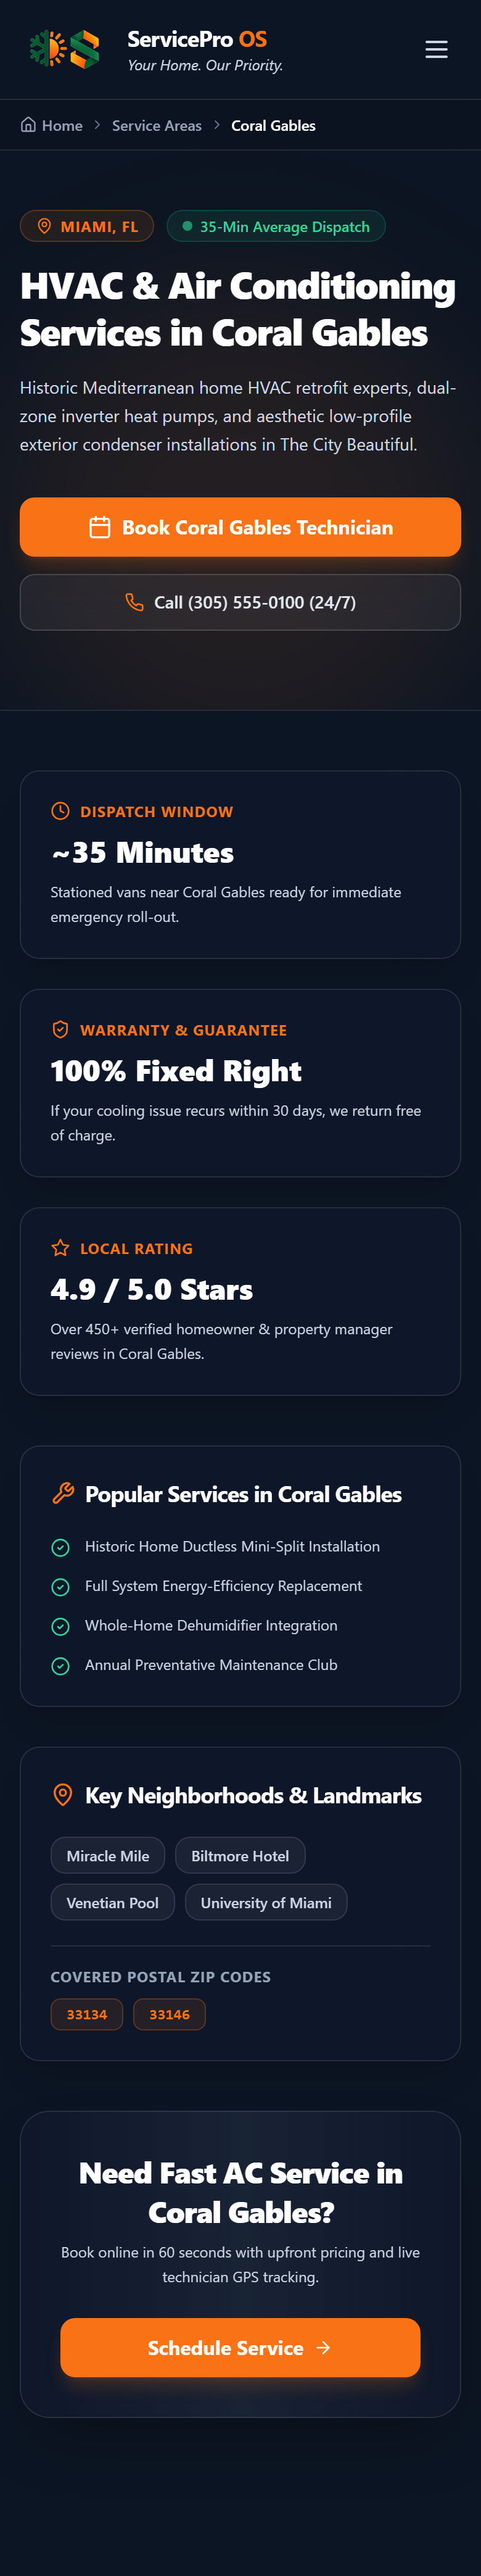 ServicePro OS
Your Home. Our Priority.
Home > Service Areas > Coral Gables
MIAMI, FL
35-Min Average Dispatch
HVAC & Air Conditioning
Services in Coral Gables
Historic Mediterranean home HVAC retrofit experts, dual-
zone inverter heat pumps, and aesthetic low-profile
exterior condenser installations in The City Beautiful.
Book Coral Gables Technician
Call (305) 555-0100 (24/7)
DISPATCH WINDOW
~35 Minutes
Stationed vans near Coral Gables ready for immediate
emergency roll-out.
WARRANTY & GUARANTEE
100% Fixed Right
If your cooling issue recurs within 30 days, we return free
of charge.
LOCAL RATING
4.9 / 5.0 Stars
Over 450+ verified homeowner & property manager
reviews in Coral Gables.
Popular Services in Coral Gables
Historic Home Ductless Mini-Split Installation
Full System Energy-Efficiency Replacement
Whole-Home Dehumidifier Integration
Annual Preventative Maintenance Club
Key Neighborhoods & Landmarks
Miracle Mile
Biltmore Hotel
Venetian Pool
University of Miami
COVERED POSTAL ZIP CODES
33134
33146
Need Fast AC Service in
Coral Gables?
Book online in 60 seconds with upfront pricing and live
technician GPS tracking.
Schedule Service